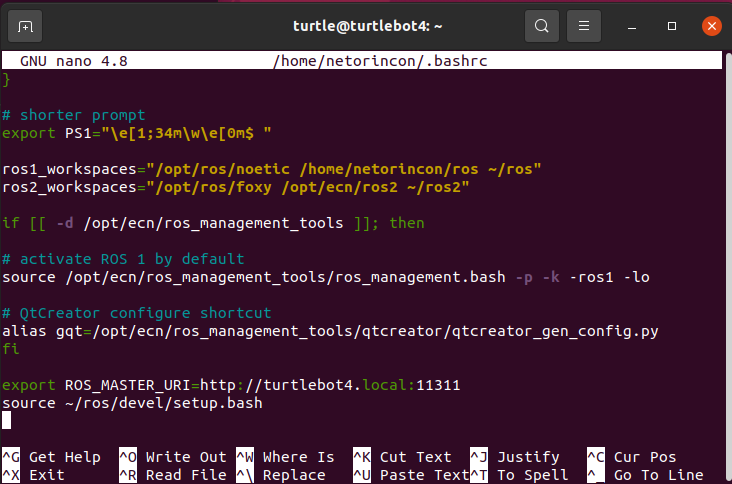 turtle@turtlebot4: ~
GNU nano 4.8 /home/netorincon/.bashrc
}
# shorter prompt
export PS1="\e[1;34m\w\e[0m$ "
ros1_workspaces="/opt/ros/noetic /home/netorincon/ros ~/ros"
ros2_workspaces="/opt/ros/foxy /opt/ecn/ros2 ~/ros2"
if [[ -d /opt/ecn/ros_management_tools ]]; then
# activate ROS 1 by default
source /opt/ecn/ros_management_tools/ros_management.bash -p -k -ros1 -lo
# QtCreator configure shortcut
alias gqt=/opt/ecn/ros_management_tools/qtcreator/qtcreator_gen_config.py
fi
export ROS_MASTER_URI=http://turtlebot4.local:11311
source ~/ros/devel/setup.bash
^G Get Help ^O Write Out ^W Where Is ^K Cut Text ^J Justify ^C Cur Pos
^X Exit ^R Read File ^\ Replace ^U Paste Text^T To Spell ^_ Go To Line